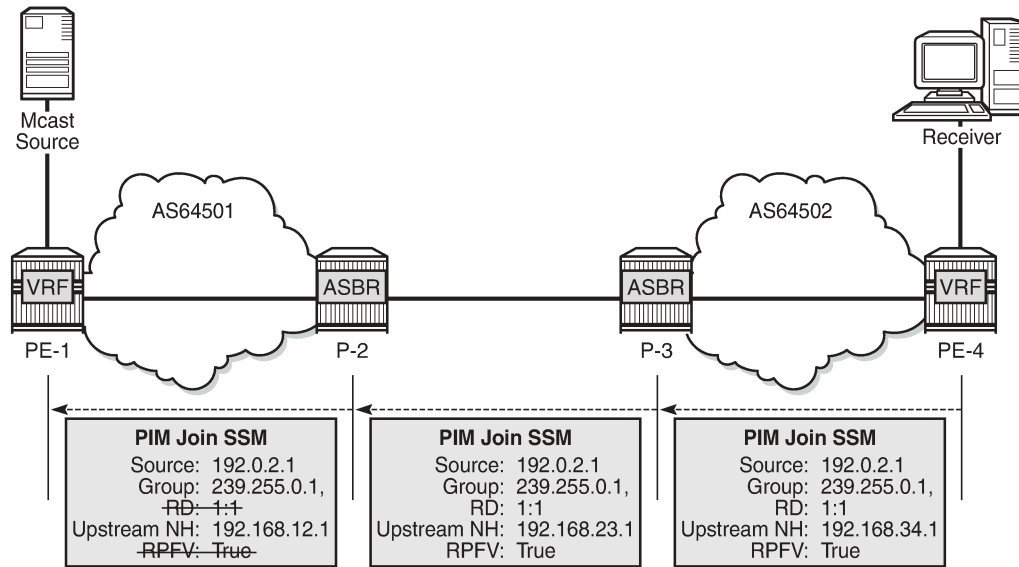 Mcast
Source
Receiver
AS64501
AS64502
VRF
ASBR
ASBR
VRF
PE-1
P-2
P-3
PE-4
PIM Join SSM
Source: 192.0.2.1
Group: 239.255.0.1,
RD: 1:1
Upstream NH: 192.168.12.1
RPFV: True
PIM Join SSM
Source: 192.0.2.1
Group: 239.255.0.1,
RD: 1:1
Upstream NH: 192.168.23.1
RPFV: True
PIM Join SSM
Source: 192.0.2.1
Group: 239.255.0.1,
RD: 1:1
Upstream NH: 192.168.34.1
RPFV: True